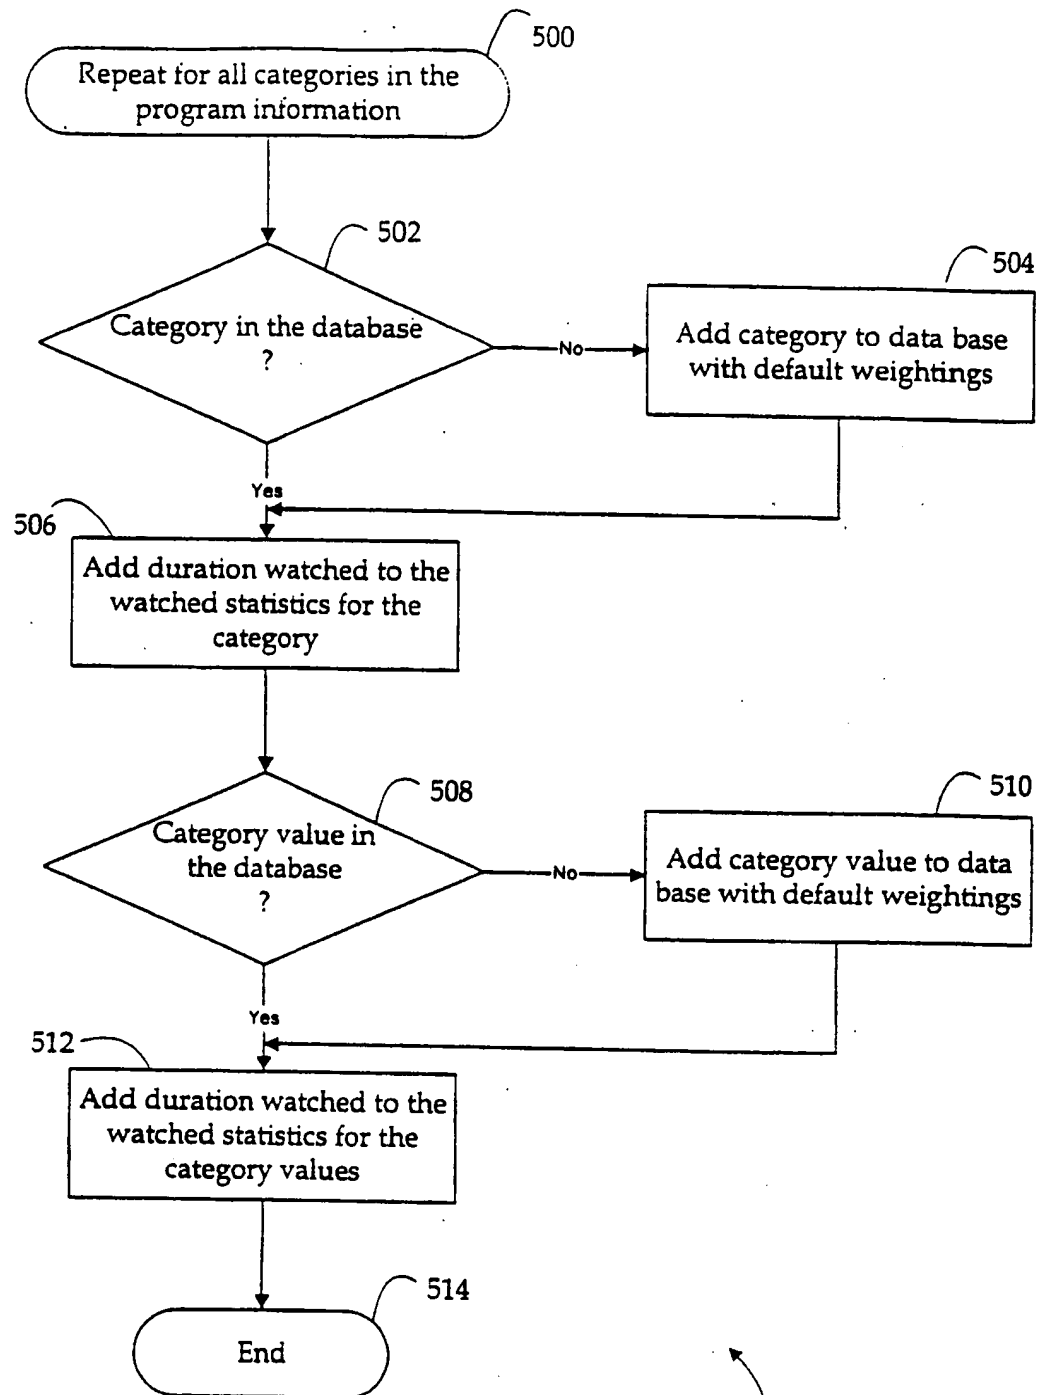 500
Repeat for all categories in the
program information
502
Category in the database
?
No
504
Add category to data base
with default weightings
Yes
506
Add duration watched to the
watched statistics for the
category
508
Category value in
the database
?
No
510
Add category value to data
base with default weightings
Yes
512
Add duration watched to the
watched statistics for the
category values
514
End